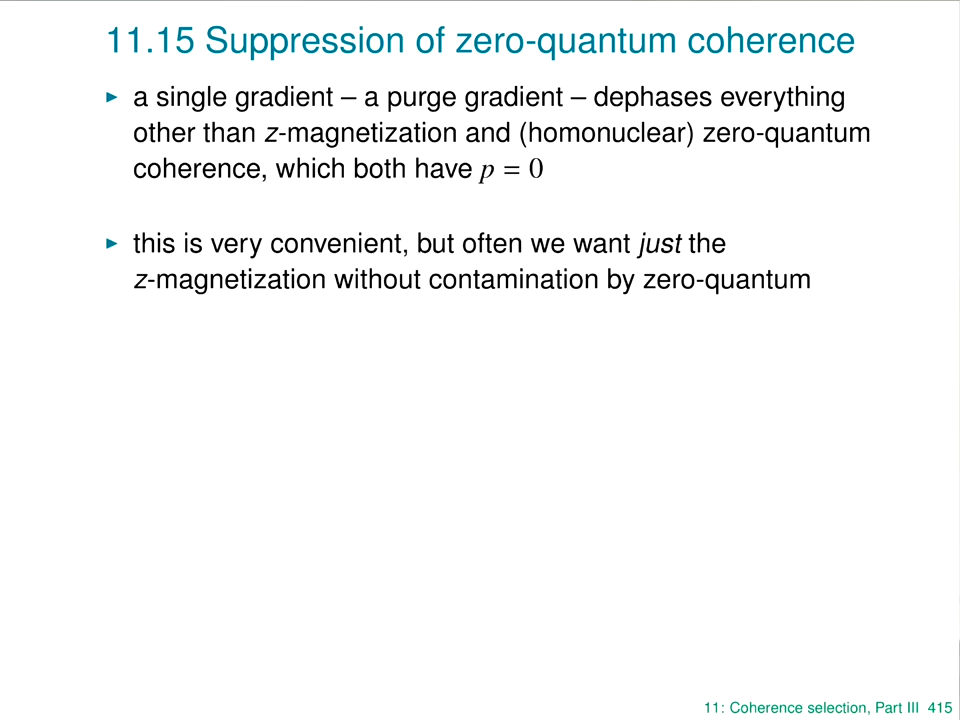 11.15 Suppression of zero-quantum coherence
▶ a single gradient – a purge gradient – dephases everything
other than z-magnetization and (homonuclear) zero-quantum
coherence, which both have p = 0
▶ this is very convenient, but often we want just the
z-magnetization without contamination by zero-quantum
11: Coherence selection, Part III 415